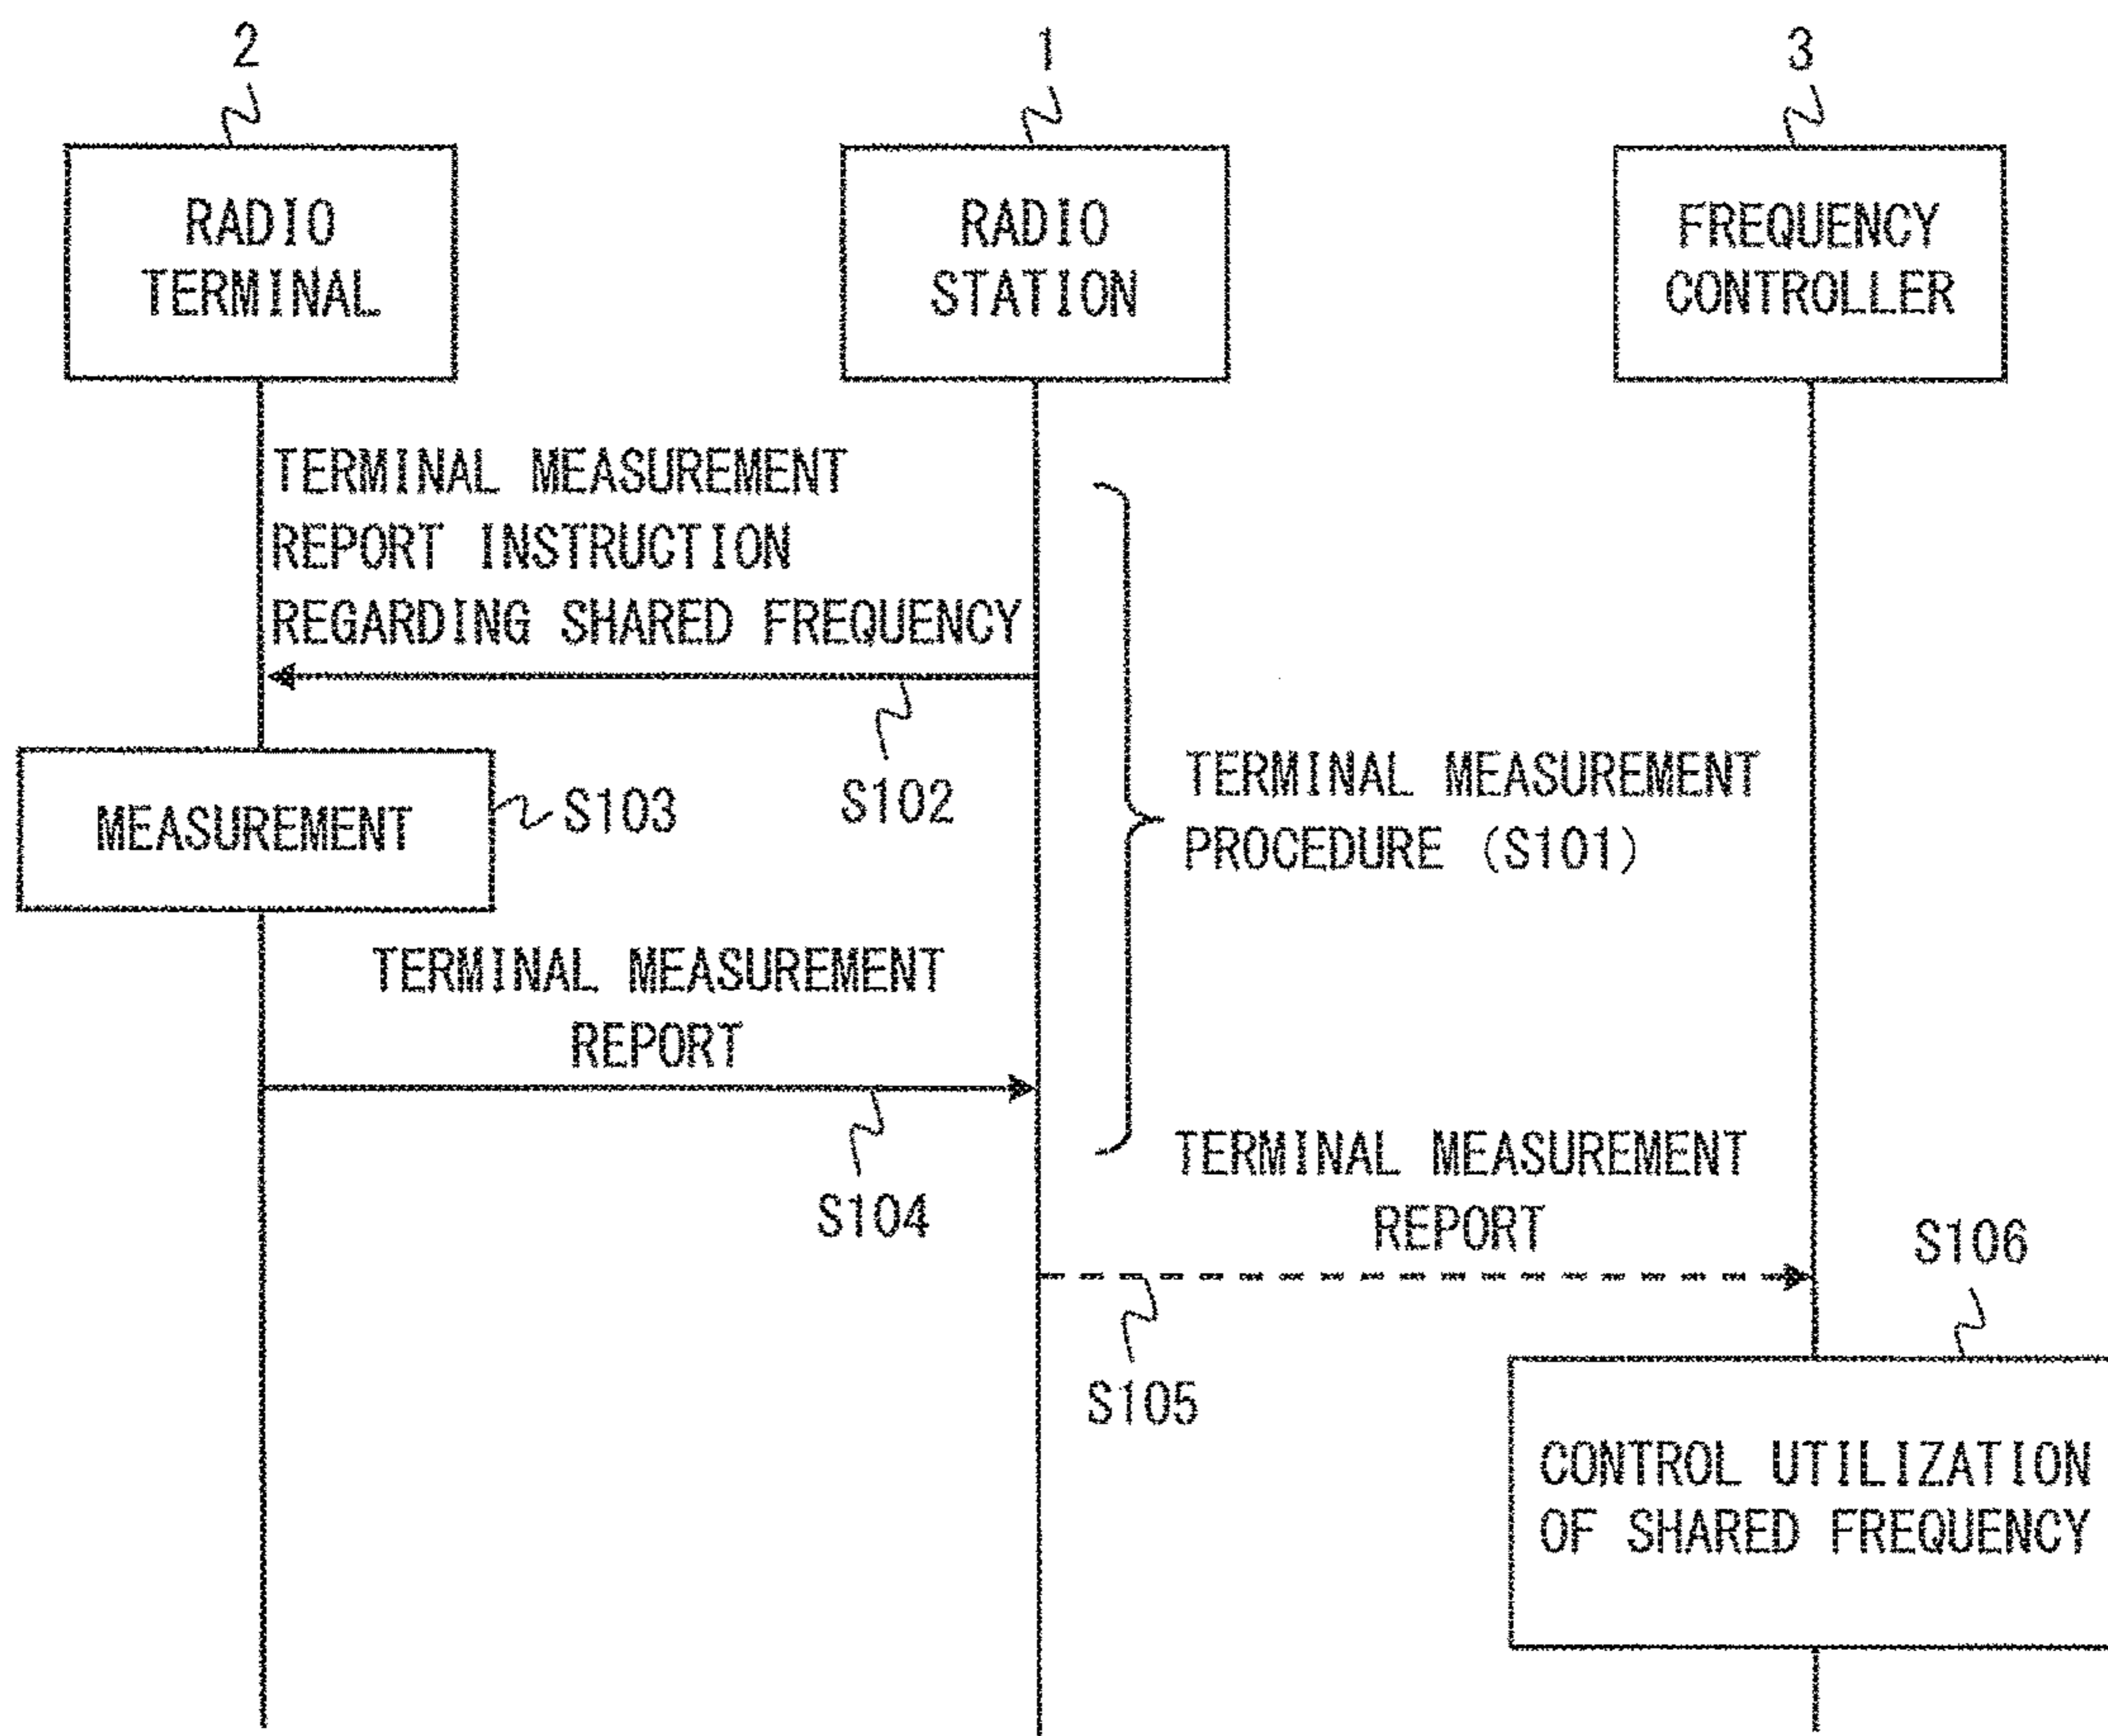 2
1
3
RADIO
TERMINAL
RADIO
STATION
FREQUENCY
CONTROLLER
TERMINAL MEASUREMENT
REPORT INSTRUCTION
REGARDING SHARED FREQUENCY
S102
MEASUREMENT
S103
TERMINAL MEASUREMENT
PROCEDURE (S101)
TERMINAL MEASUREMENT
REPORT
S104
TERMINAL MEASUREMENT
REPORT
S105
S106
CONTROL UTILIZATION
OF SHARED FREQUENCY